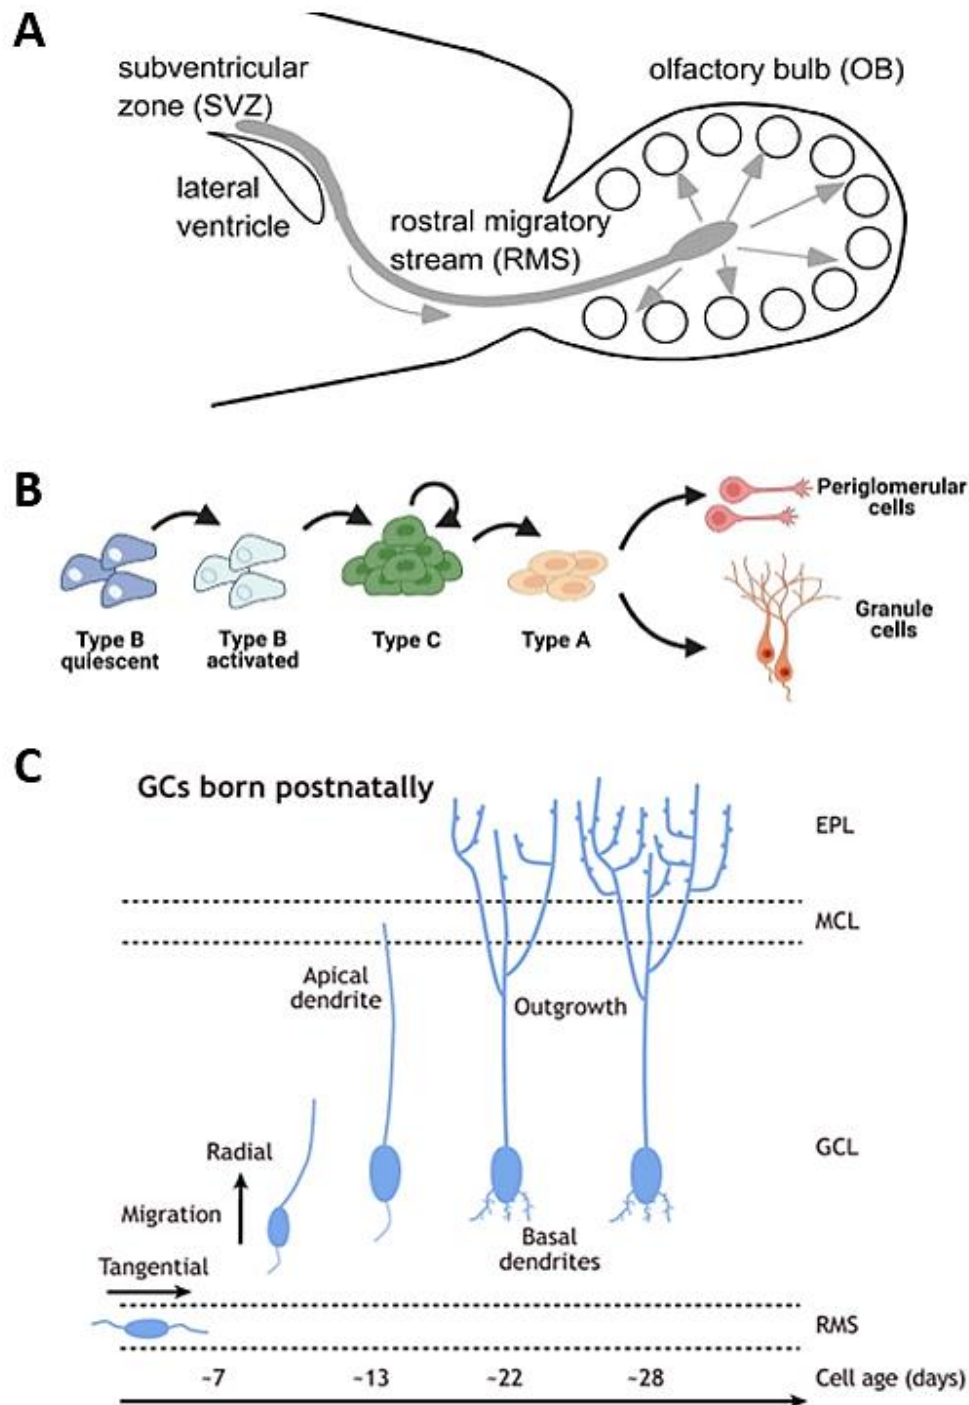 A
subventricular
zone (SVZ)
olfactory bulb (OB)
lateral
ventricle
rostral migratory
stream (RMS)
B
Periglomerular
cells
Granule
cells
Type B
quiescent
Type B
activated
Type C
Type A
C
GCs born postnatally
EPL
MCL
Apical
dendrite
Outgrowth
GCL
Radial
Migration
Basal
dendrites
Tangential
RMS
~7
~13
~22
~28
Cell age (days)